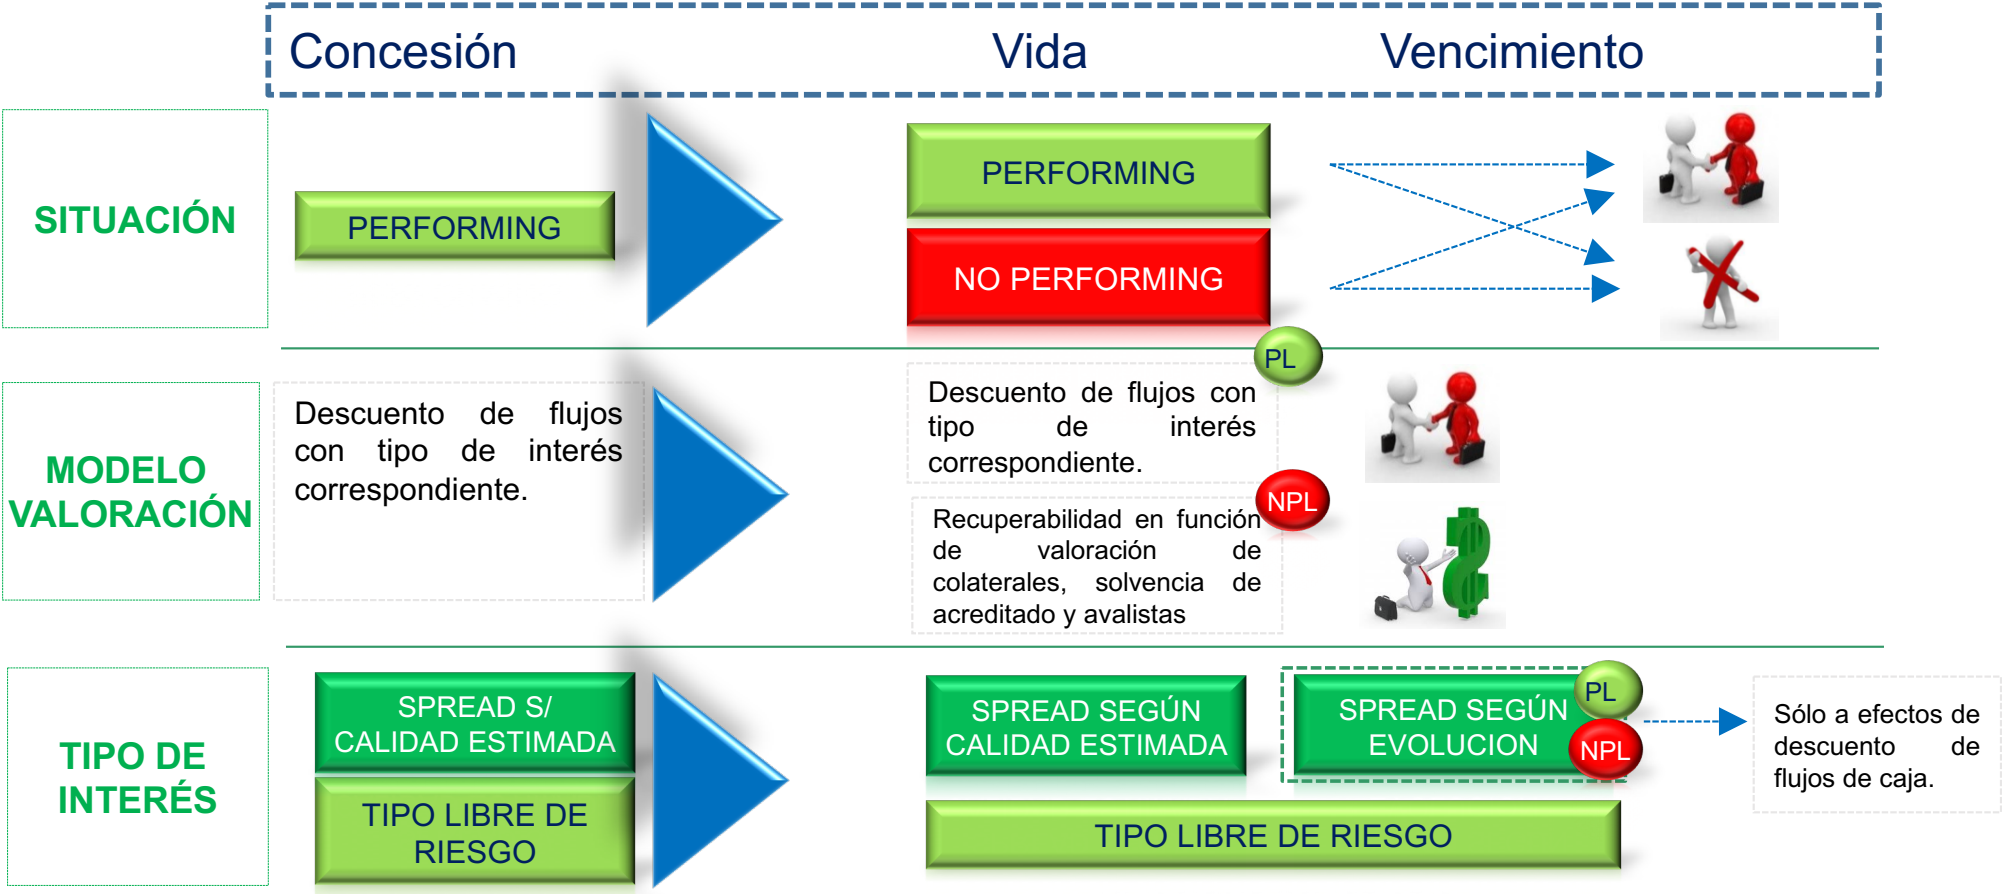 Concesión
Vida
Vencimiento
SITUACIÓN
PERFORMING
PERFORMING
NO PERFORMING
MODELO
VALORACIÓN
Descuento de flujos
con tipo de interés
correspondiente.
PL
Descuento de flujos con
tipo de interés
correspondiente.
NPL
Recuperabilidad en función
de valoración de
colaterales, solvencia de
acreditado y avalistas
TIPO DE
INTERÉS
SPREAD S/
CALIDAD ESTIMADA
TIPO LIBRE DE
RIESGO
SPREAD SEGÚN
CALIDAD ESTIMADA
SPREAD SEGÚN
EVOLUCION
PL
NPL
TIPO LIBRE DE RIESGO
Sólo a efectos de
descuento de
flujos de caja.